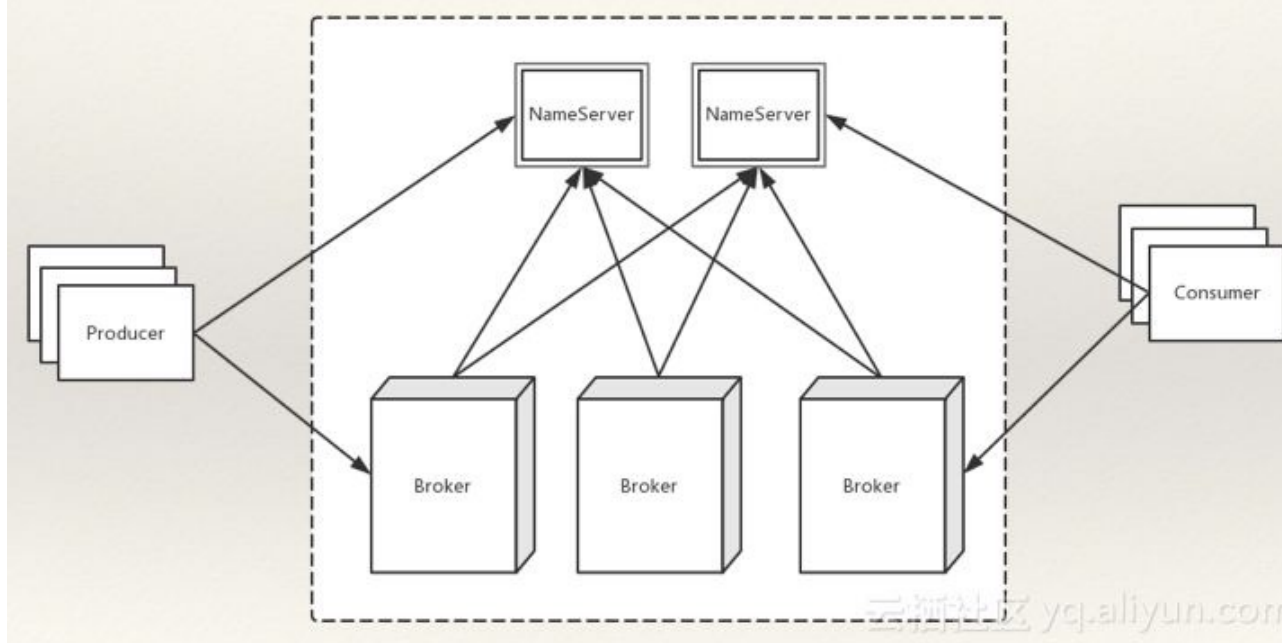 NameServer
NameServer
Producer
Consumer
Broker
Broker
Broker
云栖社区 yq.aliyun.com